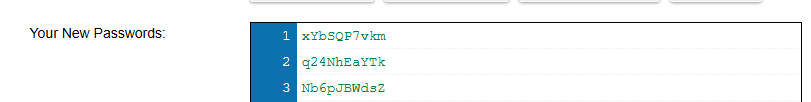 Your New Passwords:
1 xYbSQP7vkm
2 q24NhEaYTk
3 Nb6pJBWdsZ